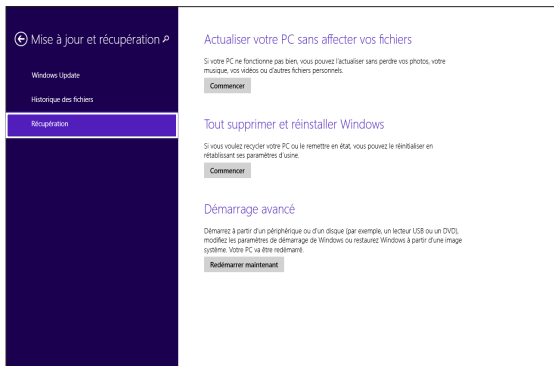 Mise à jour et récupération
Windows Update
Historique des fichiers
Récupération
Actualiser votre PC sans affecter vos fichiers
Si votre PC ne fonctionne pas bien, vous pouvez l'actualiser sans perdre vos photos, votre
musique, vos vidéos ou d'autres fichiers personnels.
Commencer
Tout supprimer et réinstaller Windows
Si vous voulez recycler votre PC ou le remettre en état, vous pouvez le réinitialiser en
rétablissant ses paramètres d'usine.
Commencer
Démarrage avancé
Démarrez à partir d'un périphérique ou d'un disque (par exemple, un lecteur USB ou un DVD),
modifiez les paramètres de démarrage de Windows ou restaurez Windows à partir d'une image
système. Votre PC va être redémarré.
Redémarrer maintenant